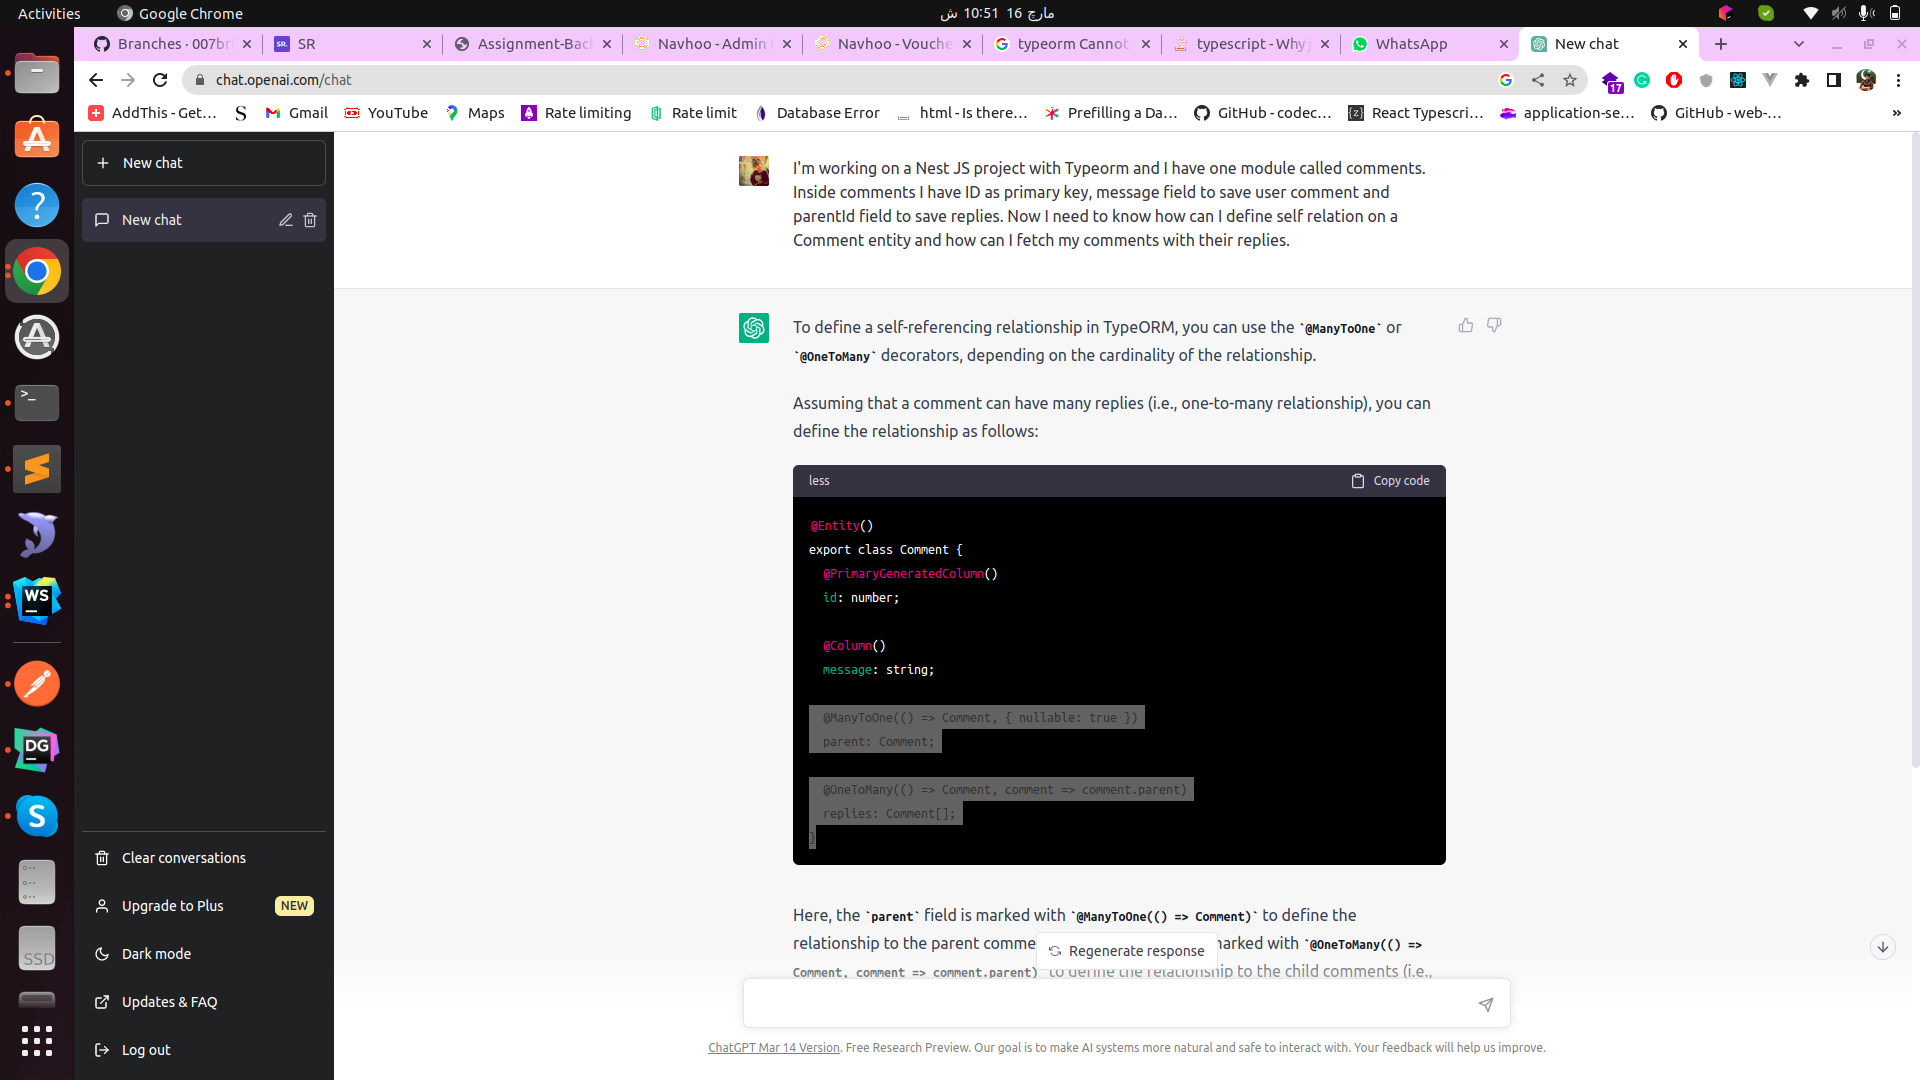 Activities
Google Chrome
ش 10:51 16 مارچ
Branches · 007br
SR
SR
Assignment-Back
Navhoo - Admin
Navhoo - Vouche
typeorm Cannot
typescript - Why
WhatsApp
New chat
chat.openai.com/chat
17
AddThis - Get...
Gmail
YouTube
Maps
Rate limiting
Rate limit
Database Error
html - Is there...
Prefilling a Da...
GitHub - codec...
React Typescri...
application-se...
GitHub - web-...
»
New chat
New chat
I'm working on a Nest JS project with Typeorm and I have one module called comments.
Inside comments I have ID as primary key, message field to save user comment and
parentId field to save replies. Now I need to know how can I define self relation on a
Comment entity and how can I fetch my comments with their replies.
To define a self-referencing relationship in TypeORM, you can use the `@ManyToOne` or
`@OneToMany` decorators, depending on the cardinality of the relationship.
Assuming that a comment can have many replies (i.e., one-to-many relationship), you can
define the relationship as follows:
less
Copy code
@Entity()
export class Comment {
@PrimaryGeneratedColumn()
id: number;
@Column()
message: string;
@ManyToOne(() => Comment, { nullable: true })
parent: Comment;
@OneToMany(() => Comment, comment => comment.parent)
replies: Comment[];
}
Here, the `parent` field is marked with `@ManyToOne(() => Comment)` to define the
relationship to the parent comme
marked with `@OneToMany(() =>
Comment, comment => comment.parent)` to define the relationship to the child comments (i.e.,
Regenerate response
ChatGPT Mar 14 Version. Free Research Preview. Our goal is to make AI systems more natural and safe to interact with. Your feedback will help us improve.
Clear conversations
Upgrade to Plus
NEW
Dark mode
Updates & FAQ
Log out
WS
DG
S
SSD